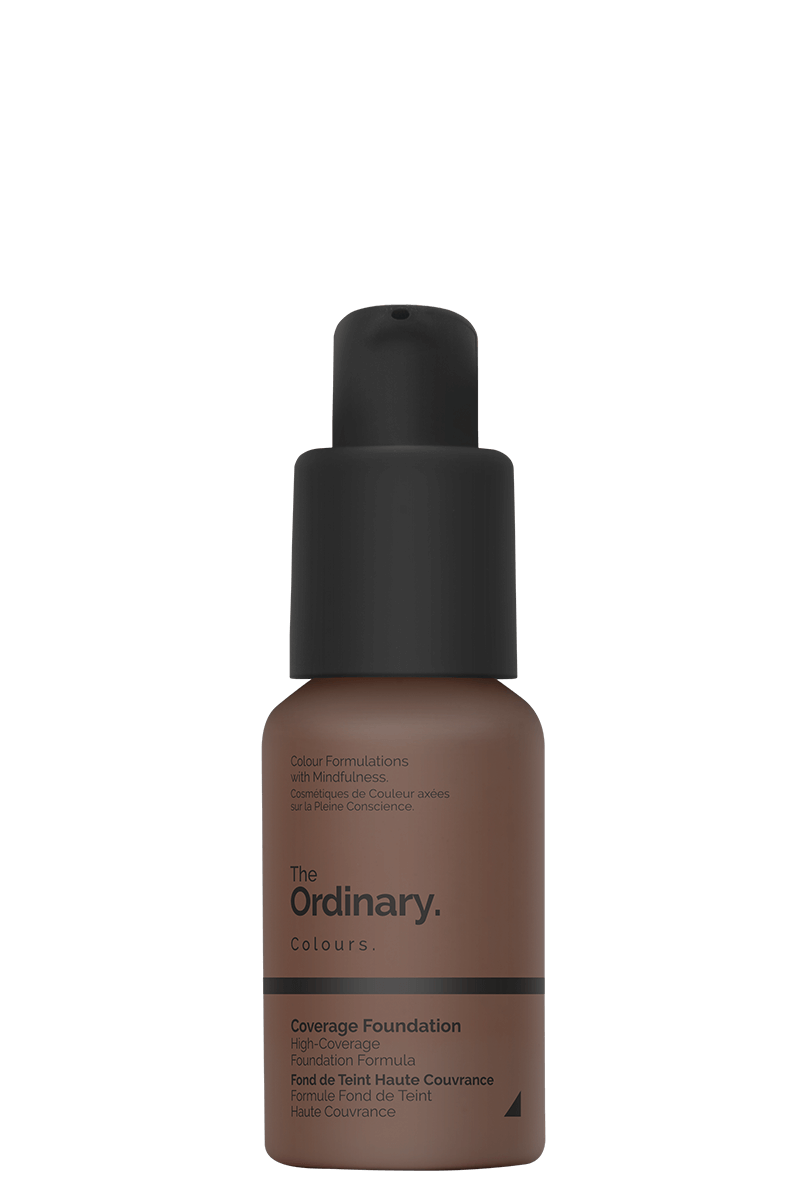 Colour Formulations
with Mindfulness.
Cosmétiques de Couleur axées
sur la Pleine Conscience.
The
Ordinary.
Colours.
Coverage Foundation
High-Coverage
Foundation Formula
Fond de Teint Haute Couvrance
Formule Fond de Teint
Haute Couvrance